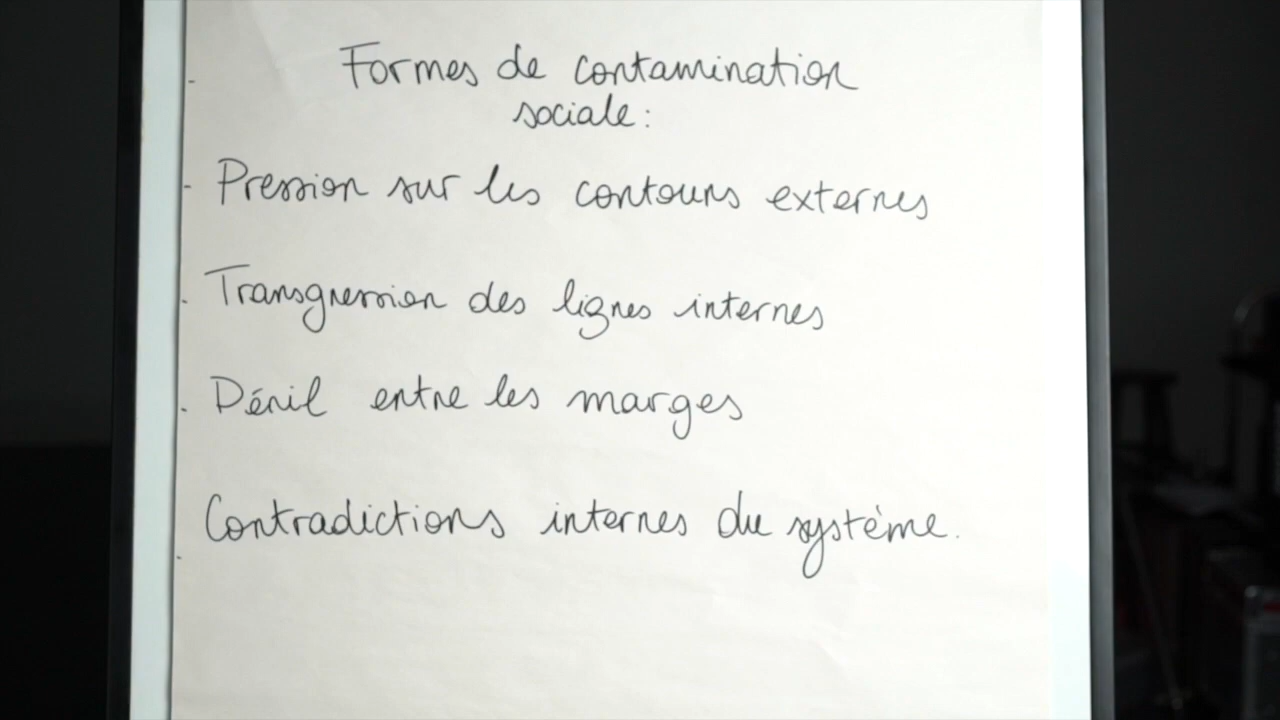 Formes de contamination
sociale:
- Pression sur les contours externes
. Transgression des lignes internes
. Dénil entre les marges
Contradictions internes du système.